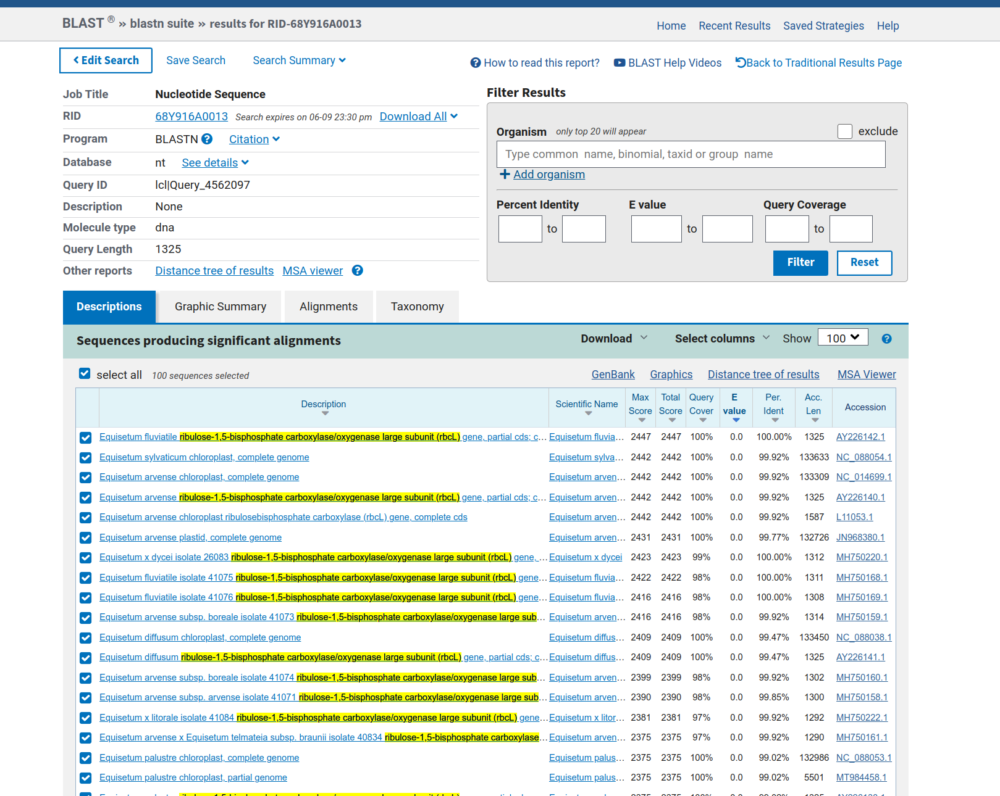 BLAST ® » blastn suite » results for RID-68Y916A0013
Home Recent Results Saved Strategies Help
Edit Search Save Search Search Summary
How to read this report? BLAST Help Videos Back to Traditional Results Page
Job Title Nucleotide Sequence
RID 68Y916A0013 Search expires on 06-09 23:30 pm Download All
Program BLASTN Citation
Database nt See details
Query ID lcl|Query_4562097
Description None
Molecule type dna
Query Length 1325
Other reports Distance tree of results MSA viewer
Filter Results
Organism only top 20 will appear exclude
Type common name, binomial, taxid or group name
Add organism
Percent Identity E value Query Coverage
to to to
Filter Reset
Descriptions Graphic Summary Alignments Taxonomy
Sequences producing significant alignments Download Select columns Show 100
select all 100 sequences selected GenBank Graphics Distance tree of results MSA Viewer
Description Scientific Name Max Score Total Score Query Cover E value Per. Ident Acc. Len Accession
Equisetum fluviatile ribulose-1,5-bisphosphate carboxylase/oxygenase large subunit (rbcL) gene, partial cds; c... Equisetum fluvia... 2447 2447 100% 0.0 100.00% 1325 AY226142.1
Equisetum sylvaticum chloroplast, complete genome Equisetum sylva... 2442 2442 100% 0.0 99.92% 133633 NC_088054.1
Equisetum arvense chloroplast, complete genome Equisetum arven... 2442 2442 100% 0.0 99.92% 133309 NC_014699.1
Equisetum arvense ribulose-1,5-bisphosphate carboxylase/oxygenase large subunit (rbcL) gene, partial cds; c... Equisetum arven... 2442 2442 100% 0.0 99.92% 1325 AY226140.1
Equisetum arvense chloroplast ribulosebisphosphate carboxylase (rbcL) gene, complete cds Equisetum arven... 2442 2442 100% 0.0 99.92% 1587 L11053.1
Equisetum arvense plastid, complete genome Equisetum arven... 2431 2431 100% 0.0 99.77% 132726 JN968380.1
Equisetum x dycei isolate 26083 ribulose-1,5-bisphosphate carboxylase/oxygenase large subunit (rbcL) gene, ... Equisetum x dycei 2423 2423 99% 0.0 100.00% 1312 MH750220.1
Equisetum fluviatile isolate 41075 ribulose-1,5-bisphosphate carboxylase/oxygenase large subunit (rbcL) gene... Equisetum fluvia... 2422 2422 98% 0.0 100.00% 1311 MH750168.1
Equisetum fluviatile isolate 41076 ribulose-1,5-bisphosphate carboxylase/oxygenase large subunit (rbcL) gene... Equisetum fluvia... 2416 2416 98% 0.0 100.00% 1308 MH750169.1
Equisetum arvense subsp. boreale isolate 41073 ribulose-1,5-bisphosphate carboxylase/oxygenase large sub... Equisetum arven... 2416 2416 98% 0.0 99.92% 1314 MH750159.1
Equisetum diffusum chloroplast, complete genome Equisetum diffus... 2409 2409 100% 0.0 99.47% 133450 NC_088038.1
Equisetum diffusum ribulose-1,5-bisphosphate carboxylase/oxygenase large subunit (rbcL) gene, partial cds; c... Equisetum diffus... 2409 2409 100% 0.0 99.47% 1325 AY226141.1
Equisetum arvense subsp. boreale isolate 41074 ribulose-1,5-bisphosphate carboxylase/oxygenase large sub... Equisetum arven... 2399 2399 98% 0.0 99.92% 1302 MH750160.1
Equisetum arvense subsp. arvense isolate 41071 ribulose-1,5-bisphosphate carboxylase/oxygenase large sub... Equisetum arven... 2390 2390 98% 0.0 99.85% 1300 MH750158.1
Equisetum x litorale isolate 41084 ribulose-1,5-bisphosphate carboxylase/oxygenase large subunit (rbcL) gene... Equisetum x litor... 2381 2381 97% 0.0 99.92% 1292 MH750222.1
Equisetum arvense x Equisetum telmateia subsp. braunii isolate 40834 ribulose-1,5-bisphosphate carboxylase... Equisetum arven... 2375 2375 97% 0.0 99.92% 1290 MH750161.1
Equisetum palustre chloroplast, complete genome Equisetum palus... 2375 2375 100% 0.0 99.02% 132986 NC_088053.1
Equisetum palustre chloroplast, partial genome Equisetum palus... 2375 2375 100% 0.0 99.02% 5501 MT984458.1